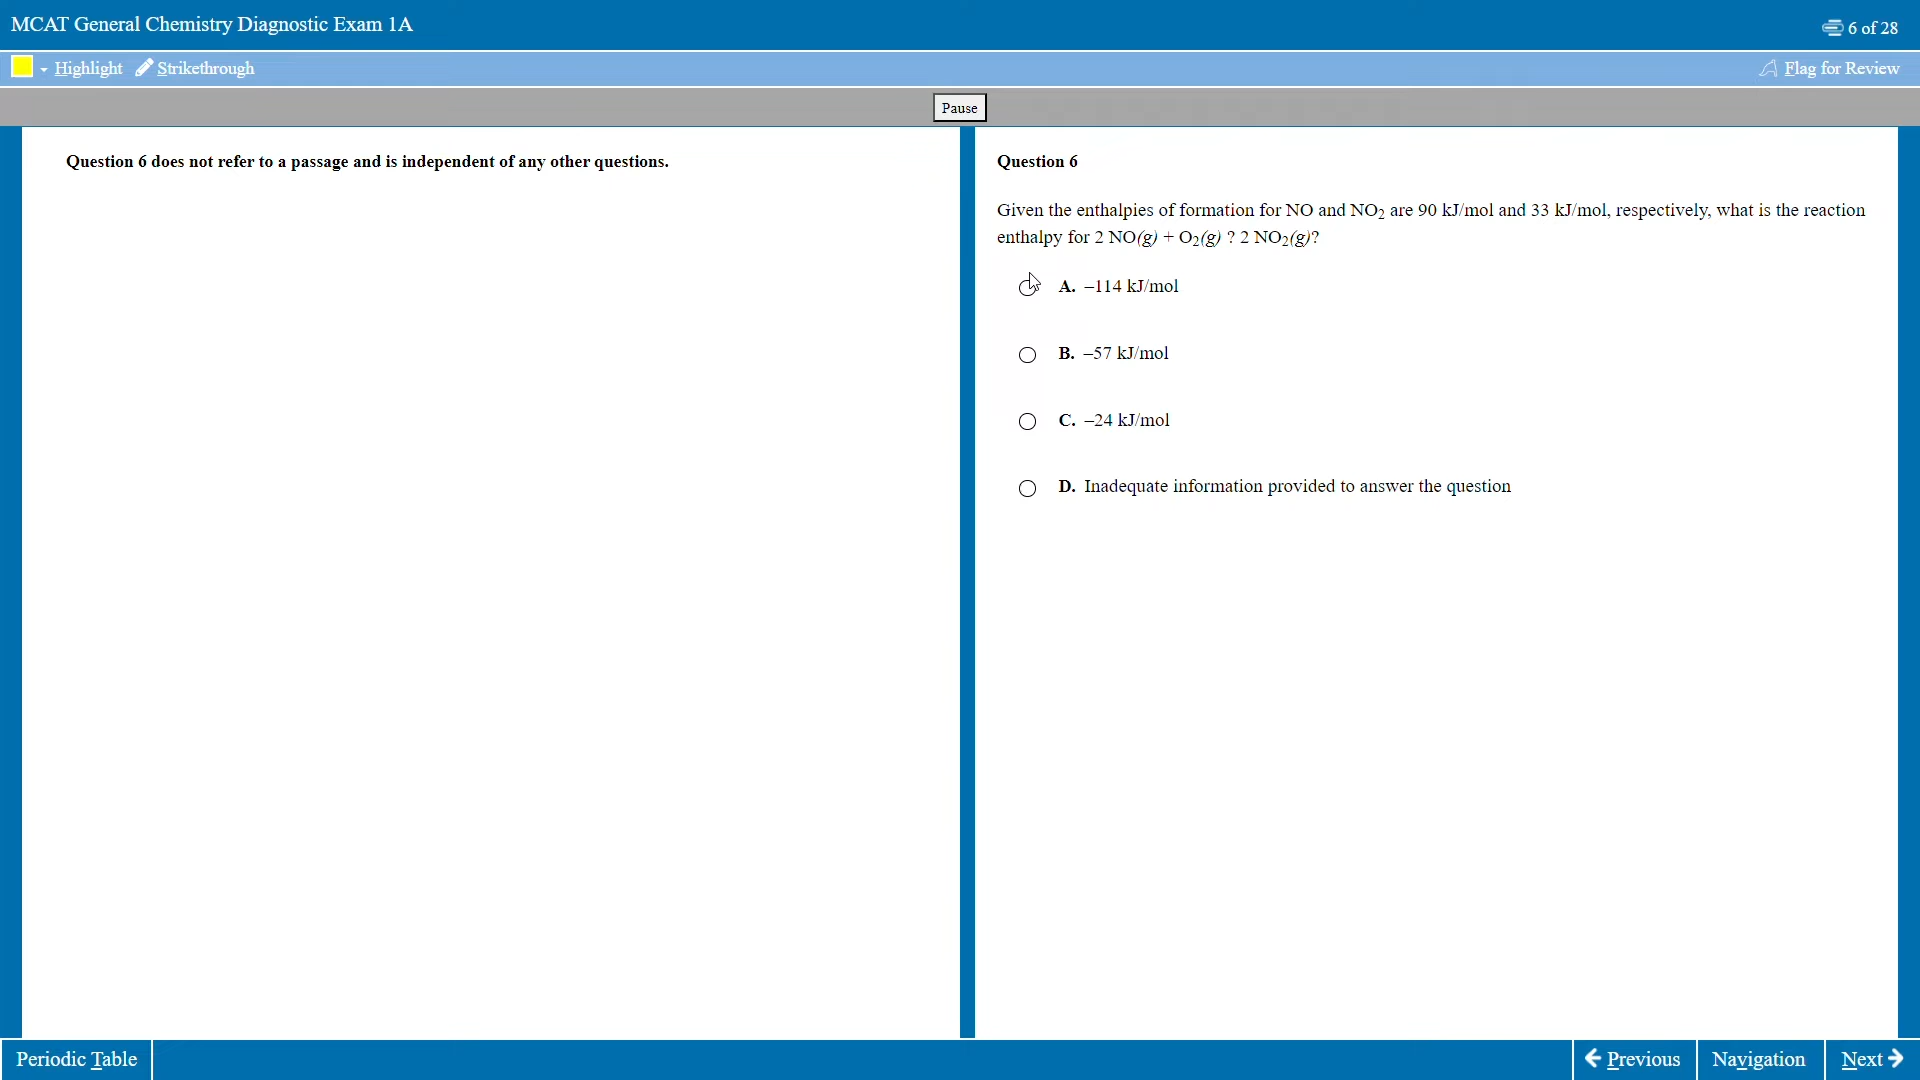 MCAT General Chemistry Diagnostic Exam 1A
6 of 28
Highlight
Strikethrough
Flag for Review
Pause
Question 6 does not refer to a passage and is independent of any other questions.
Question 6
Given the enthalpies of formation for NO and NO₂ are 90 kJ/mol and 33 kJ/mol, respectively, what is the reaction
enthalpy for 2 NO(g) + O₂(g) ? 2 NO₂(g)?
A. –114 kJ/mol
B. –57 kJ/mol
C. –24 kJ/mol
D. Inadequate information provided to answer the question
Periodic Table
Previous
Navigation
Next